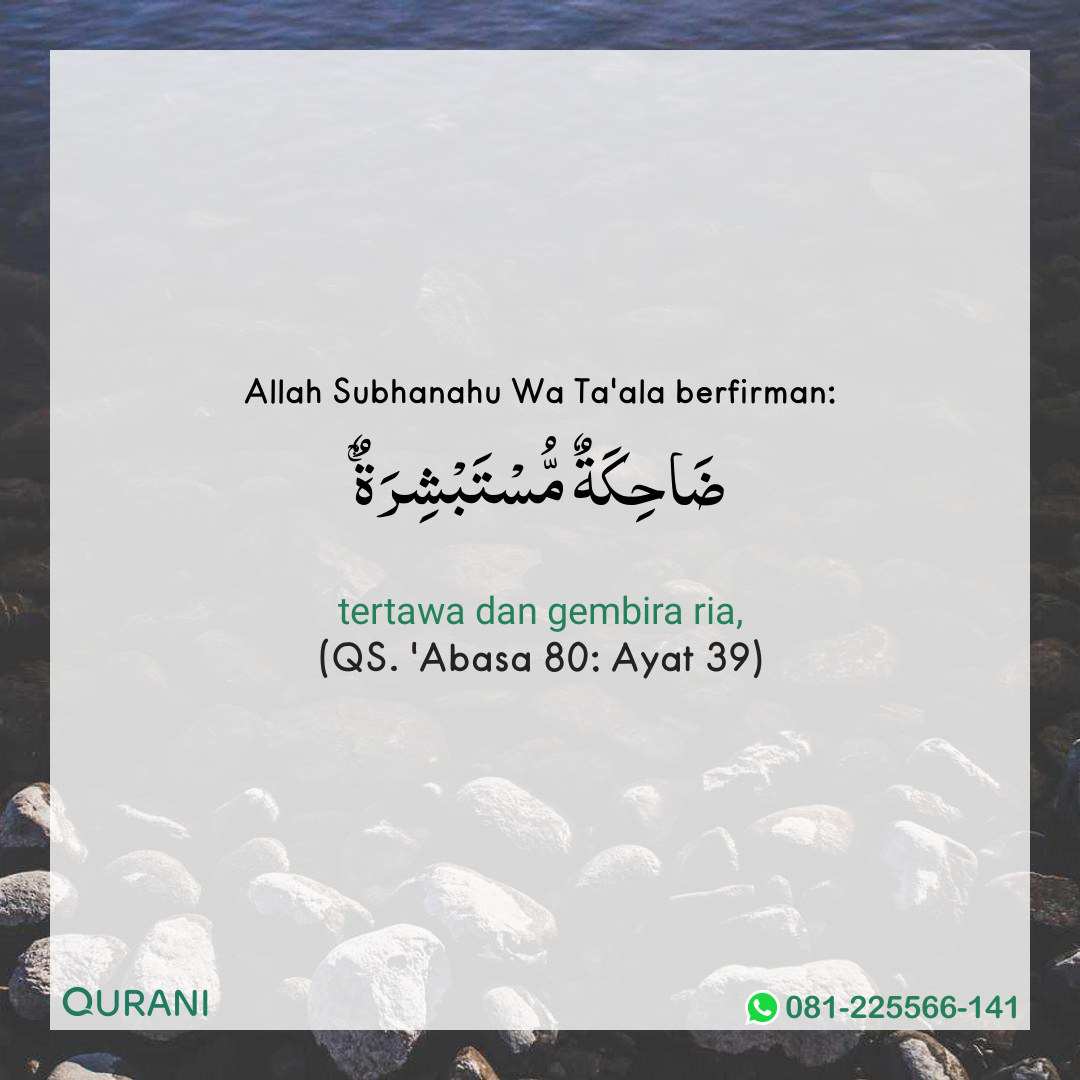 Allah Subhanahu Wa Ta'ala berfirman:
ضَاحِكَةٌ مُّسْتَبْشِرَةٌ ۚ
tertawa dan gembira ria,
(QS. 'Abasa 80: Ayat 39)
QURANI
081-225566-141